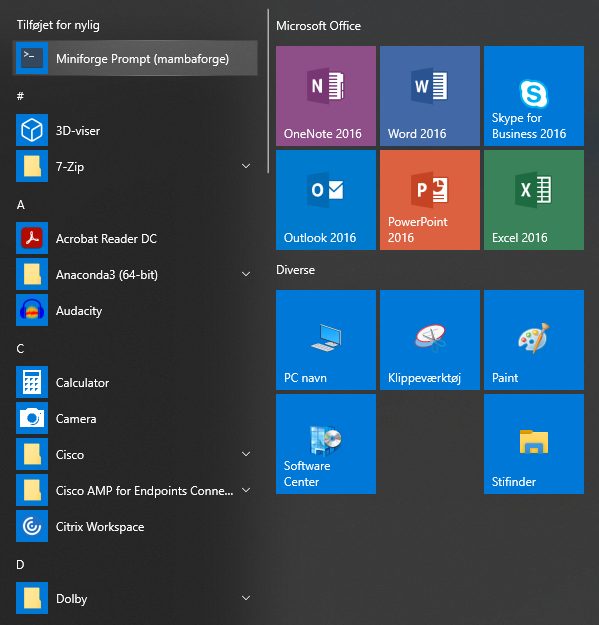 Tilføjet for nylig
Miniforge Prompt (mambaforge)
#
3D-viser
7-Zip
A
Acrobat Reader DC
Anaconda3 (64-bit)
Audacity
C
Calculator
Camera
Cisco
Cisco AMP for Endpoints Conne...
Citrix Workspace
D
Dolby
Microsoft Office
OneNote 2016
Word 2016
Skype for
Business 2016
Outlook 2016
PowerPoint
2016
Excel 2016
Diverse
PC navn
Klippeværktøj
Paint
Software
Center
Stifinder